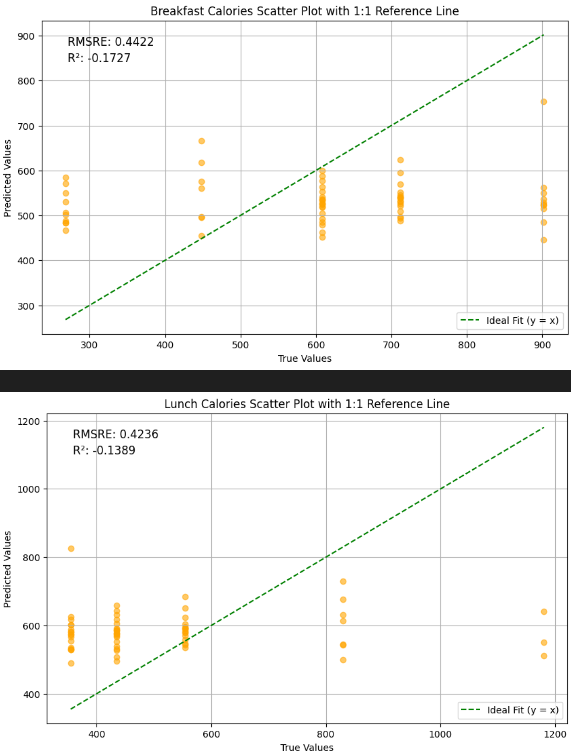 Breakfast Calories Scatter Plot with 1:1 Reference Line
RMSRE: 0.4422
R²: -0.1727
900
800
700
600
500
400
300
Predicted Values
300 400 500 600 700 800 900
True Values
Ideal Fit (y = x)
Lunch Calories Scatter Plot with 1:1 Reference Line
RMSRE: 0.4236
R²: -0.1389
1200
1000
800
600
400
Predicted Values
400 600 800 1000 1200
True Values
Ideal Fit (y = x)